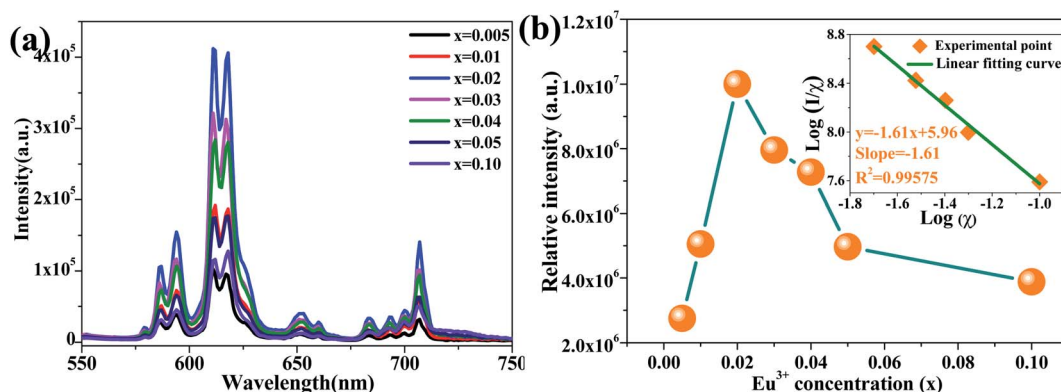 (a)
Intensity(a.u.)
4x10⁵
3x10⁵
2x10⁵
1x10⁵
0
550
600
650
700
750
Wavelength(nm)
x=0.005
x=0.01
x=0.02
x=0.03
x=0.04
x=0.05
x=0.10
(b)
Relative intensity (a.u.)
1.2x10⁷
1.0x10⁷
8.0x10⁶
6.0x10⁶
4.0x10⁶
2.0x10⁶
0.00
0.02
0.04
0.06
0.08
0.10
Eu³⁺ concentration (x)
Log (I/χ)
8.8
8.4
8.0
7.6
-1.8
-1.6
-1.4
-1.2
-1.0
Log (χ)
Experimental point
Linear fitting curve
y=-1.61x+5.96
Slope=-1.61
R²=0.99575